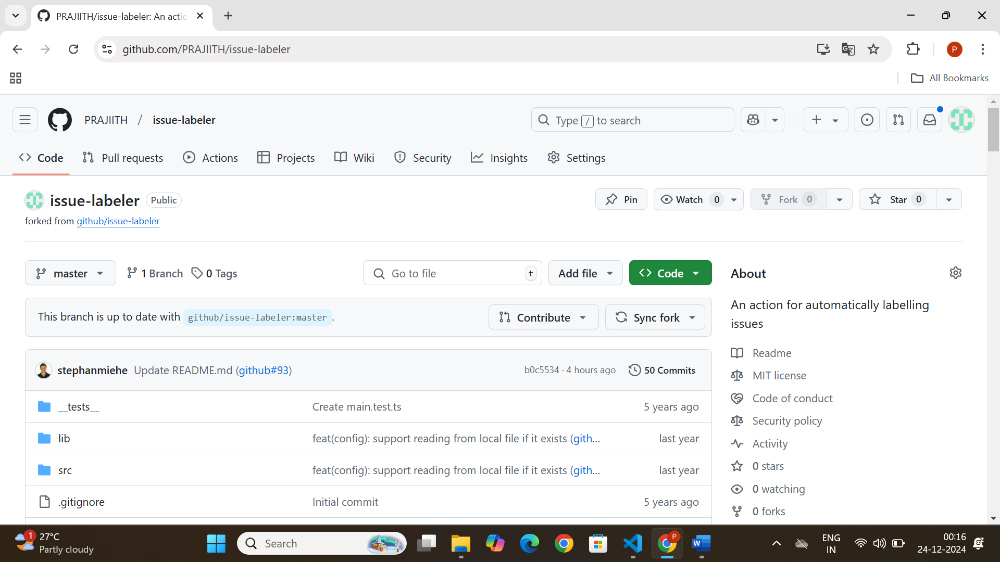 PRAJIITH/issue-labeler: An actio
github.com/PRAJIITH/issue-labeler
P
All Bookmarks
PRAJIITH / issue-labeler
Type / to search
Code Pull requests Actions Projects Wiki Security Insights Settings
issue-labeler Public
Pin Watch 0 Fork 0 Star 0
forked from github/issue-labeler
master 1 Branch 0 Tags Go to file t Add file Code
About
This branch is up to date with github/issue-labeler:master. Contribute Sync fork
An action for automatically labelling
issues
stephanmiehe Update README.md (github#93) b0c5534 · 4 hours ago 50 Commits
__tests__ Create main.test.ts 5 years ago
lib feat(config): support reading from local file if it exists (gith... last year
src feat(config): support reading from local file if it exists (gith... last year
.gitignore Initial commit 5 years ago
Readme
MIT license
Code of conduct
Security policy
Activity
0 stars
0 watching
0 forks
1
27°C
Partly cloudy
Search
P
W
ENG
IN
00:16
24-12-2024